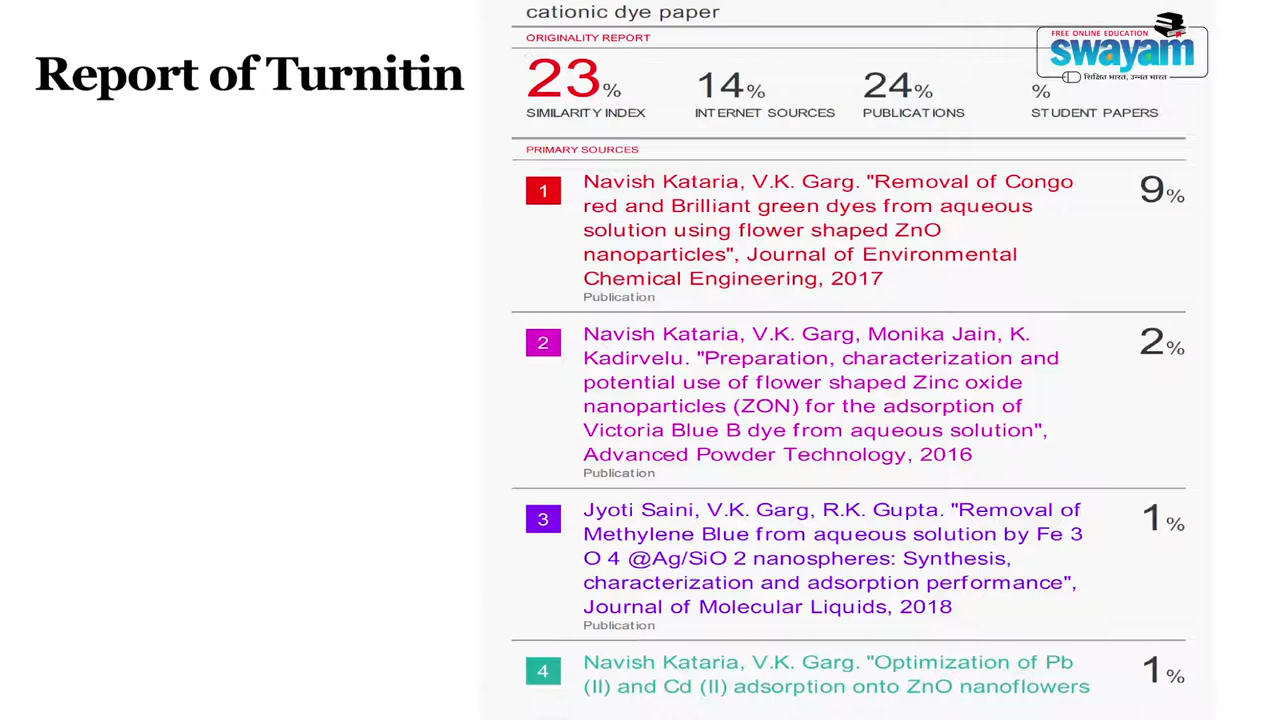 Report of Turnitin
cationic dye paper
ORIGINALITY REPORT
FREE ONLINE EDUCATION
swayam
शिक्षित भारत, उन्नत भारत
23%
SIMILARITY INDEX
14%
INTERNET SOURCES
24%
PUBLICATIONS
%
STUDENT PAPERS
PRIMARY SOURCES
1
Navish Kataria, V.K. Garg. "Removal of Congo
red and Brilliant green dyes from aqueous
solution using flower shaped ZnO
nanoparticles", Journal of Environmental
Chemical Engineering, 2017
Publication
9%
2
Navish Kataria, V.K. Garg, Monika Jain, K.
Kadirvelu. "Preparation, characterization and
potential use of flower shaped Zinc oxide
nanoparticles (ZON) for the adsorption of
Victoria Blue B dye from aqueous solution",
Advanced Powder Technology, 2016
Publication
2%
3
Jyoti Saini, V.K. Garg, R.K. Gupta. "Removal of
Methylene Blue from aqueous solution by Fe 3
O 4 @Ag/SiO 2 nanospheres: Synthesis,
characterization and adsorption performance",
Journal of Molecular Liquids, 2018
Publication
1%
4
Navish Kataria, V.K. Garg. "Optimization of Pb
(II) and Cd (II) adsorption onto ZnO nanoflowers
1%